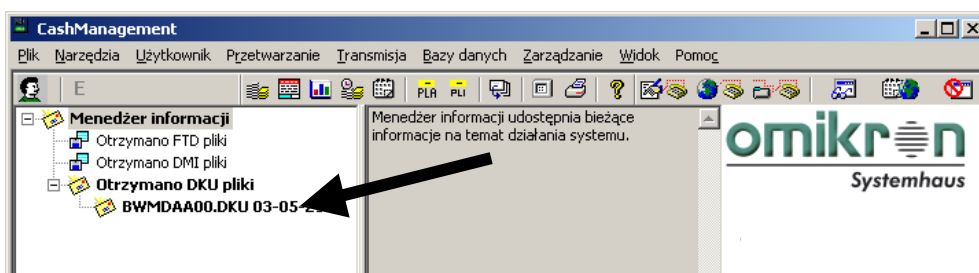 CashManagement
Plik Narzędzia Użytkownik Przetwarzanie Transmisja Bazy danych Zarządzanie Widok Pomoc
E PLA PLI
Menedżer informacji
Otrzymano FTD pliki
Otrzymano DMI pliki
Otrzymano DKU pliki
BWMDAA00.DKU 03-05-2
Menedżer informacji udostępnia bieżące
informacje na temat działania systemu.
omikron
Systemhaus